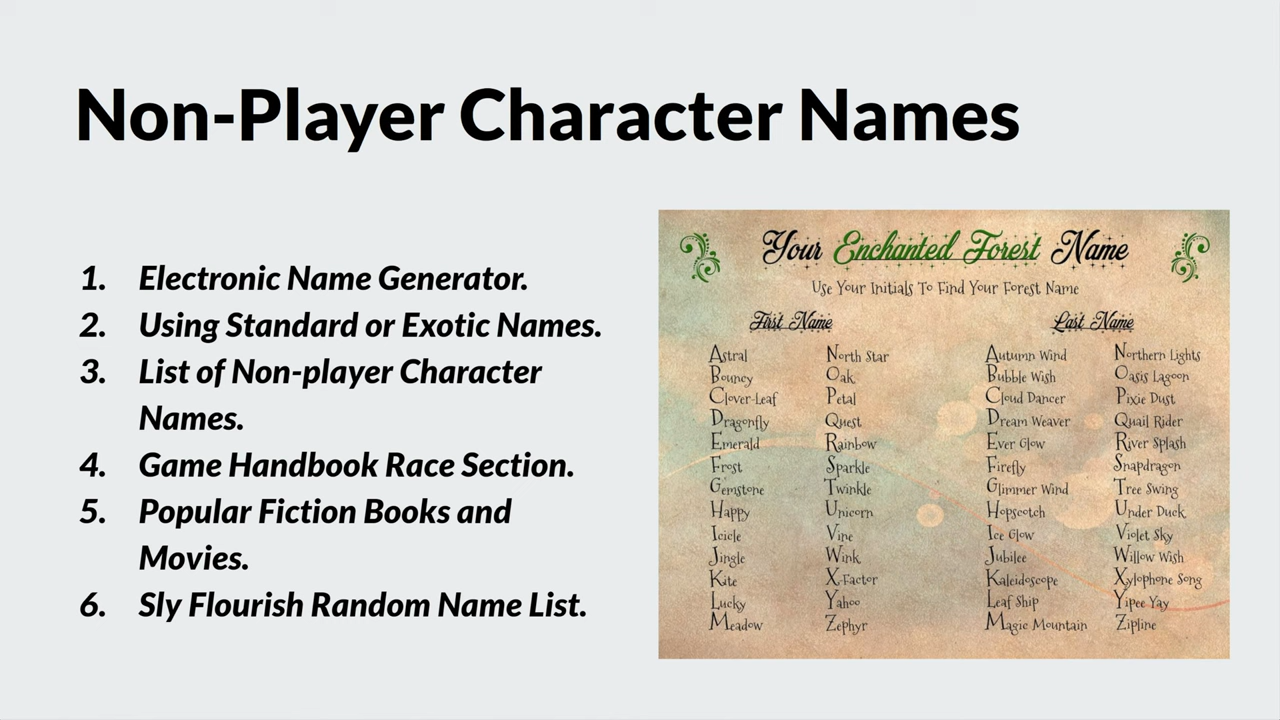 Non-Player Character Names
1. Electronic Name Generator.
2. Using Standard or Exotic Names.
3. List of Non-player Character
Names.
4. Game Handbook Race Section.
5. Popular Fiction Books and
Movies.
6. Sly Flourish Random Name List.
Your Enchanted Forest Name
Use Your Initials To Find Your Forest Name
First Name
Astral
Bouncy
Clover-Leaf
Dragonfly
Emerald
Frost
Gemstone
Happy
Icicle
Jingle
Kite
Lucky
Meadow
North Star
Oak
Petal
Quest
Rainbow
Sparkle
Twinkle
Unicorn
Vine
Wink
X-Factor
Yahoo
Zephyr
Last Name
Autumn Wind
Bubble Wish
Cloud Dancer
Dream Weaver
Ever Glow
Firefly
Glimmer Wind
Hopscotch
Ice Glow
Jubilee
Kaleidoscope
Leaf Ship
Magic Mountain
Northern Lights
Oasis Lagoon
Pixie Dust
Quail Rider
River Splash
Snapdragon
Tree Swing
Under Duck
Violet Sky
Willow Wish
Xylophone Song
Yipee Yay
Zipline